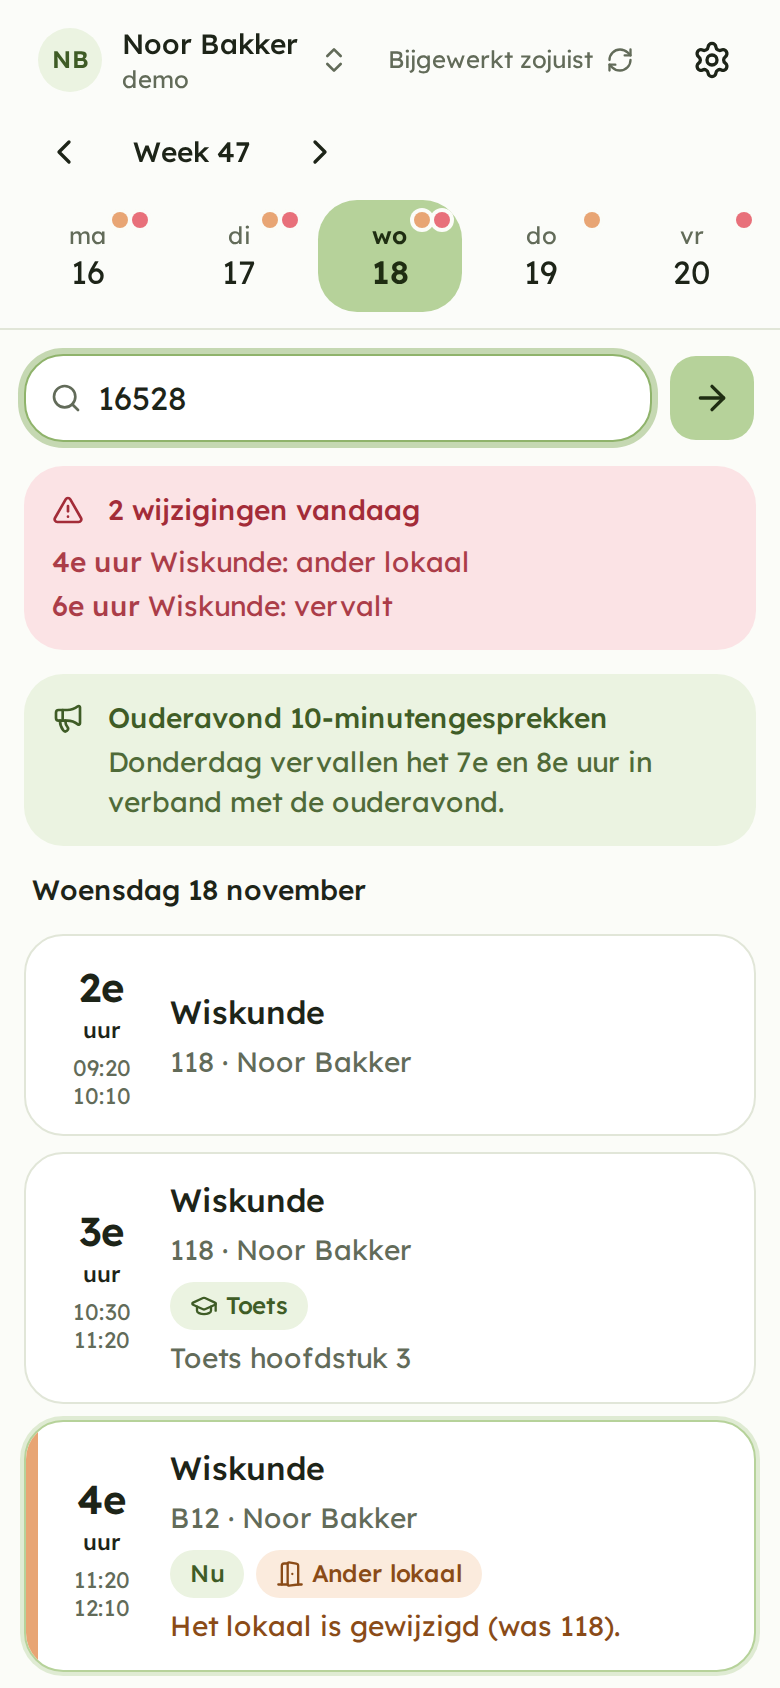 NB
Noor Bakker
demo
Bijgewerkt zojuist
Week 47
ma
16
di
17
wo
18
do
19
vr
20
16528
2 wijzigingen vandaag
4e uur Wiskunde: ander lokaal
6e uur Wiskunde: vervalt
Ouderavond 10-minutengesprekken
Donderdag vervallen het 7e en 8e uur in
verband met de ouderavond.
Woensdag 18 november
2e
uur
09:20
10:10
Wiskunde
118 · Noor Bakker
3e
uur
10:30
11:20
Wiskunde
118 · Noor Bakker
Toets
Toets hoofdstuk 3
4e
uur
11:20
12:10
Wiskunde
B12 · Noor Bakker
Nu
Ander lokaal
Het lokaal is gewijzigd (was 118).